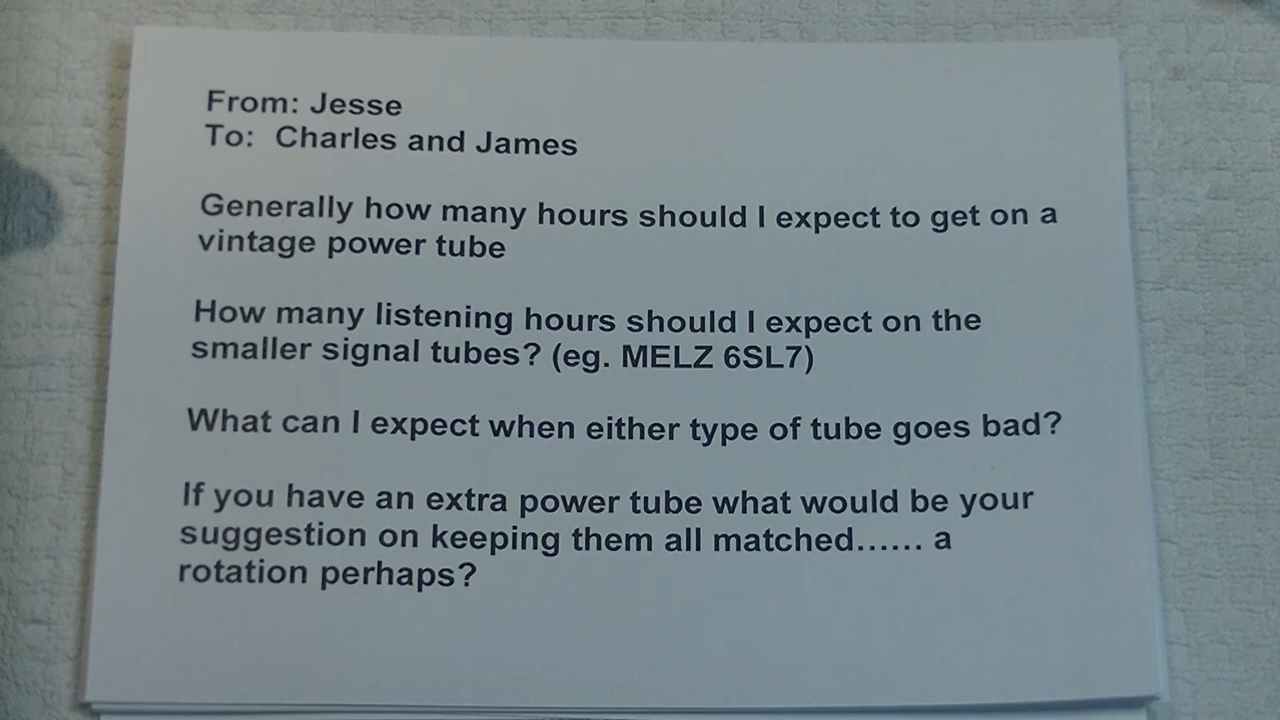 From: Jesse
To: Charles and James
Generally how many hours should I expect to get on a
vintage power tube
How many listening hours should I expect on the
smaller signal tubes? (eg. MELZ 6SL7)
What can I expect when either type of tube goes bad?
If you have an extra power tube what would be your
suggestion on keeping them all matched...... a
rotation perhaps?